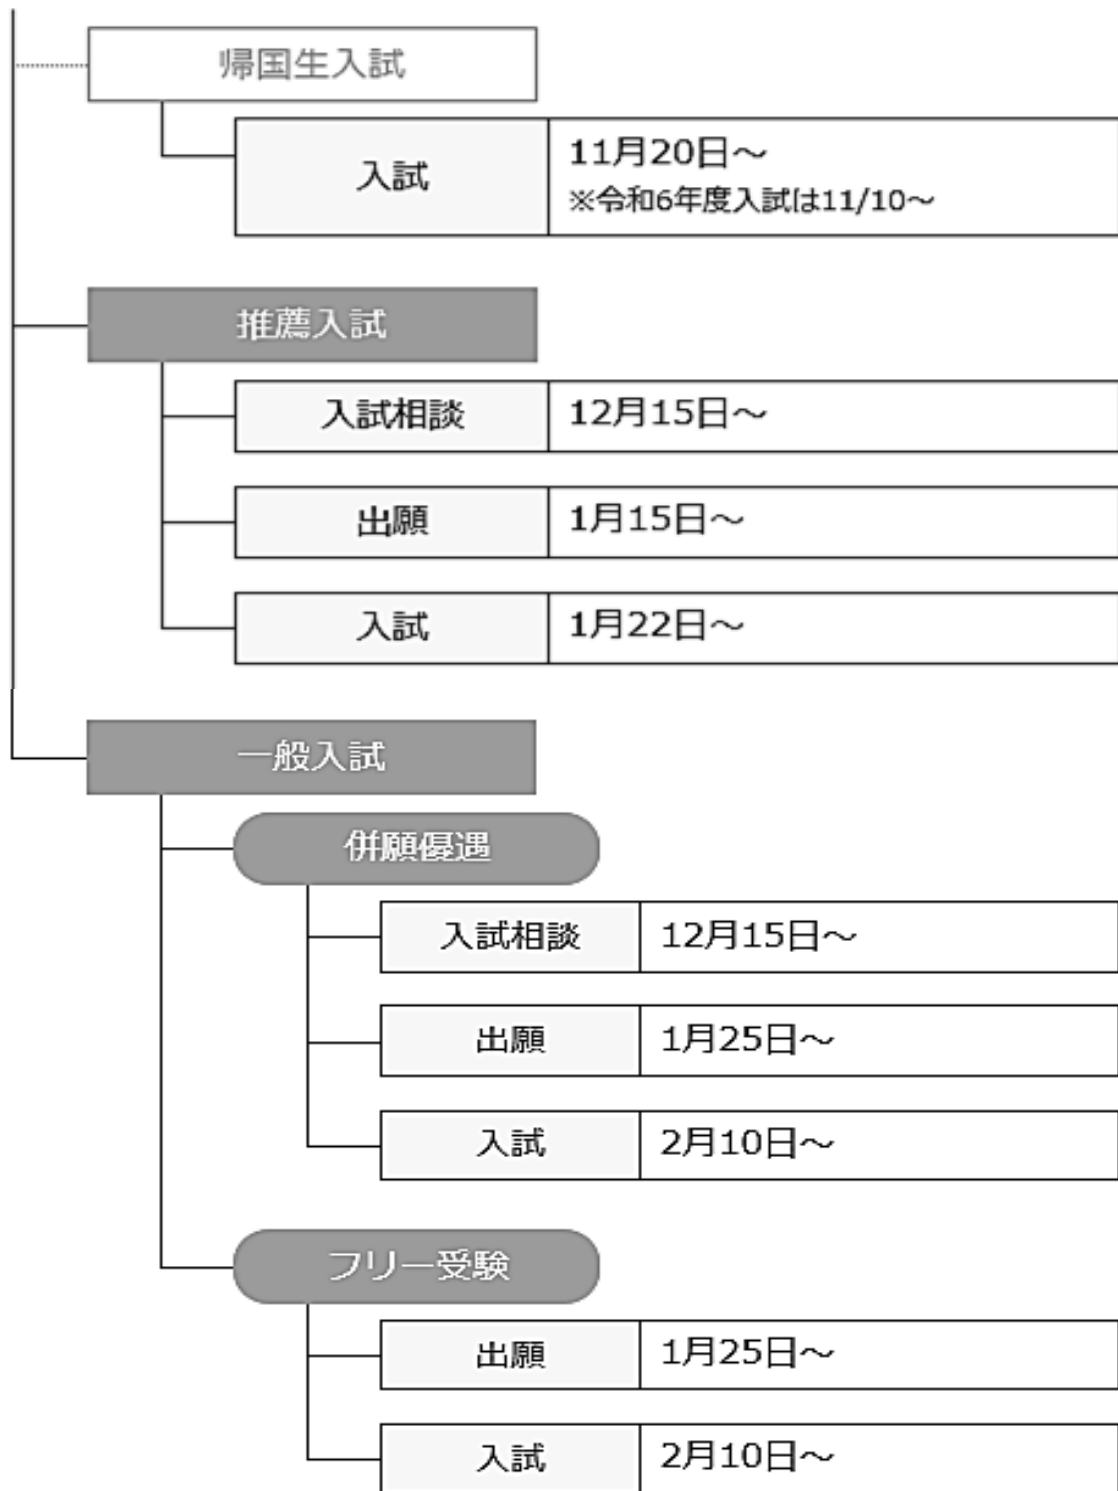 帰国生入試
入試
11月20日～
※令和6年度入試は11/10～
推薦入試
入試相談
12月15日～
出願
1月15日～
入試
1月22日～
一般入試
併願優遇
入試相談
12月15日～
出願
1月25日～
入試
2月10日～
フリー受験
出願
1月25日～
入試
2月10日～